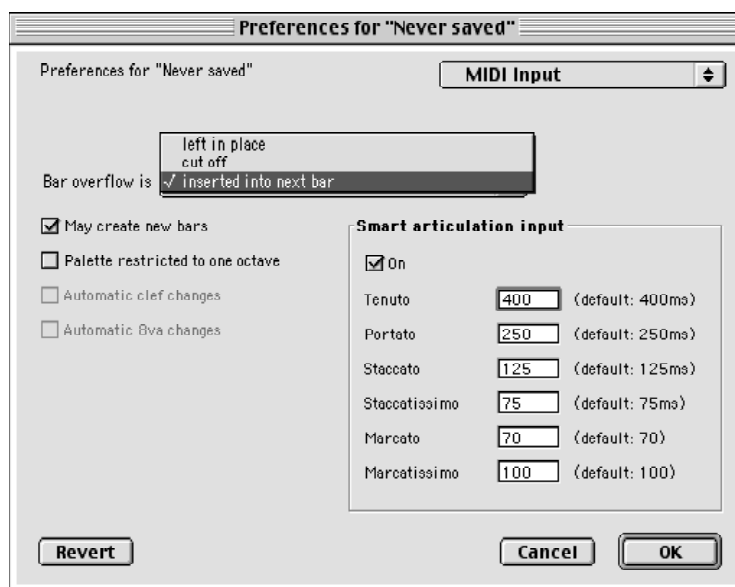 Preferences for "Never saved"
Preferences for "Never saved"
MIDI Input
left in place
cut off
Bar overflow is √ inserted into next bar
May create new bars
Palette restricted to one octave
Automatic clef changes
Automatic 8va changes
Smart articulation input
On
Tenuto 400 (default: 400ms)
Portato 250 (default: 250ms)
Staccato 125 (default: 125ms)
Staccatissimo 75 (default: 75ms)
Marcato 70 (default: 70)
Marcatissimo 100 (default: 100)
Revert
Cancel
OK